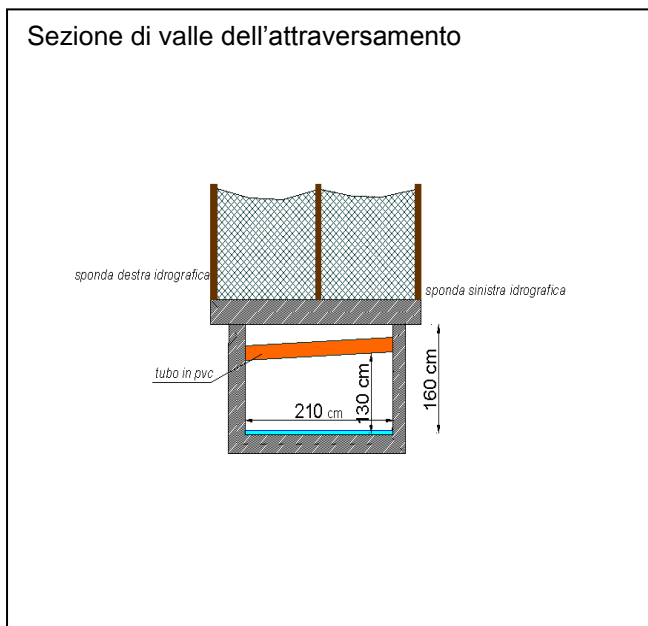 Sezione di valle dell'attraversamento
sponda destra idrografica
sponda sinistra idrografica
tubo in pvc
210 cm
130 cm
160 cm